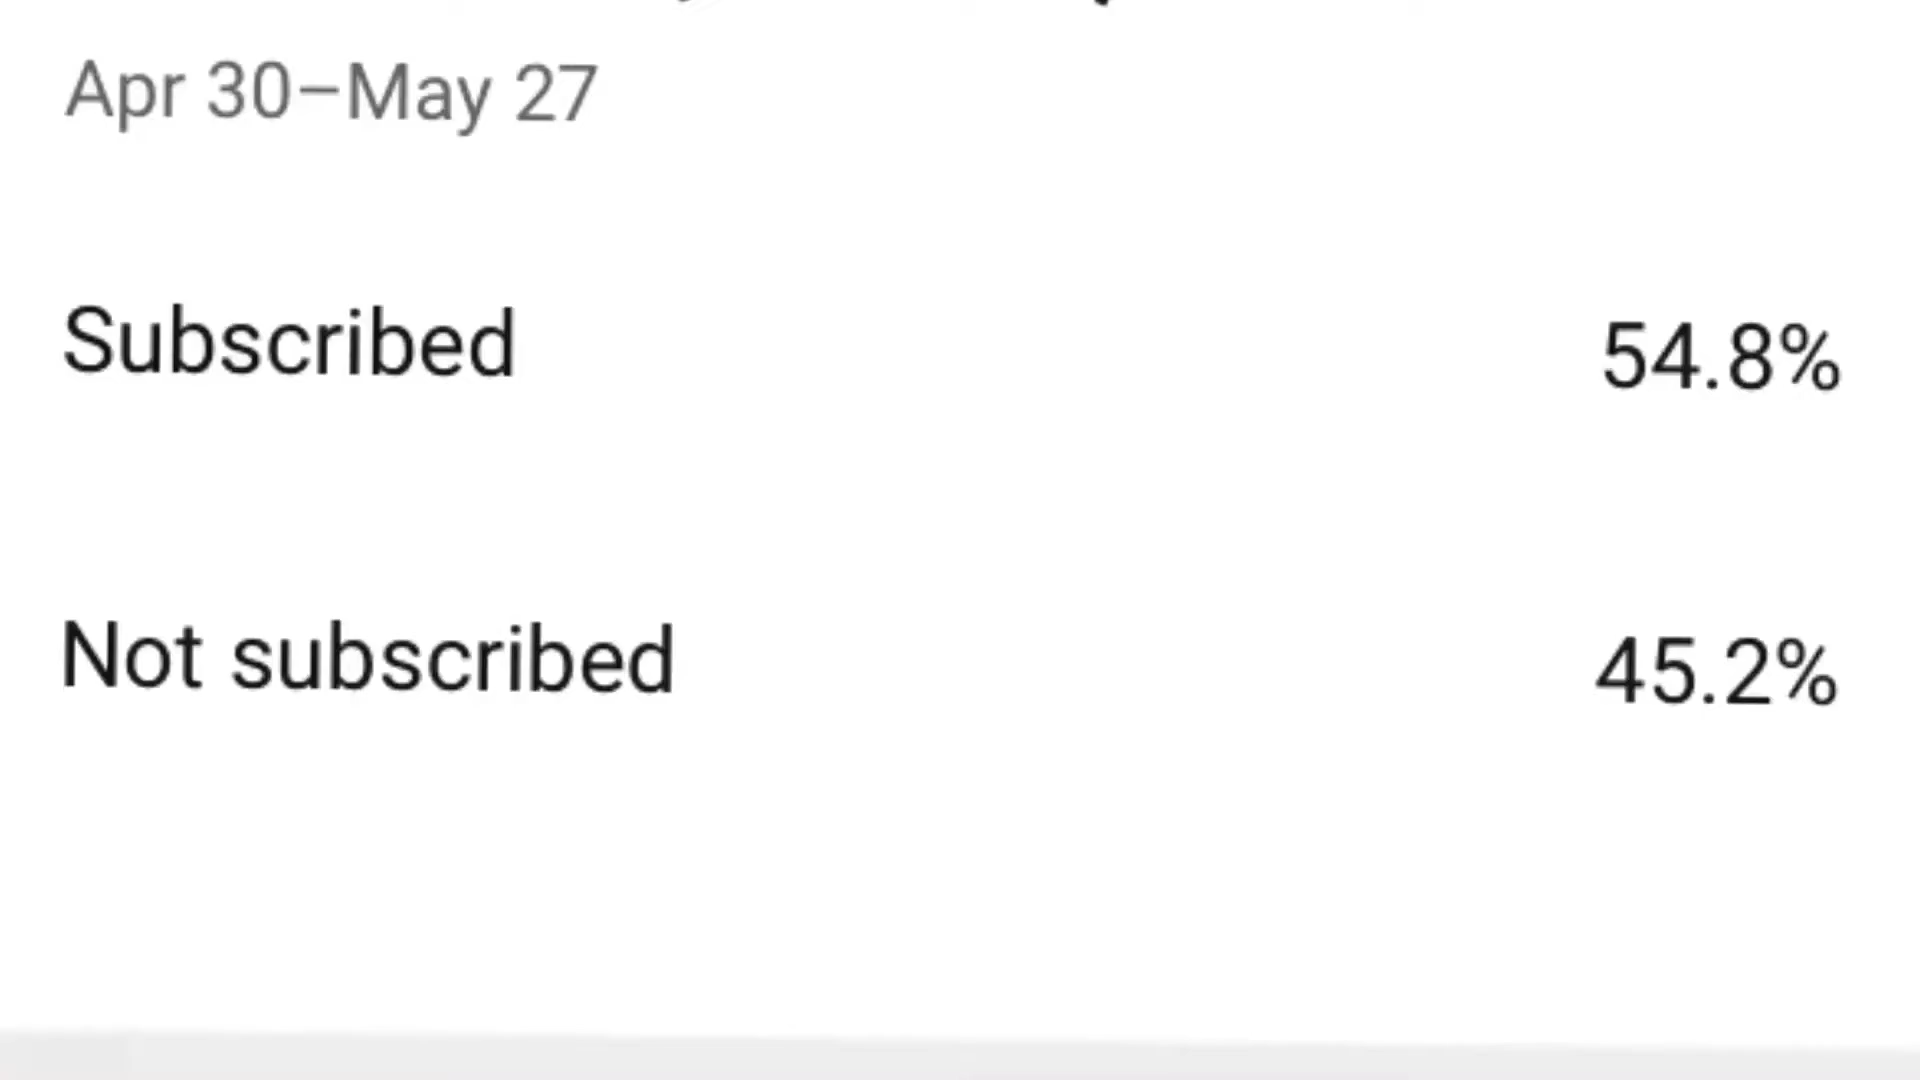 Apr 30–May 27
Subscribed 54.8%
Not subscribed 45.2%